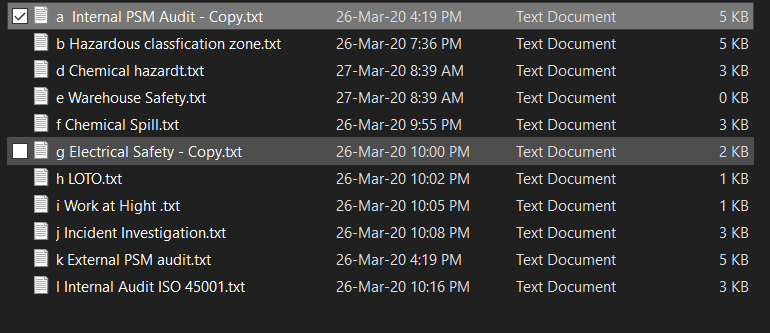 a  Internal PSM Audit - Copy.txt 26-Mar-20 4:19 PM Text Document 5 KB
b Hazardous classfication zone.txt 26-Mar-20 7:36 PM Text Document 5 KB
d Chemical hazardt.txt 27-Mar-20 8:39 AM Text Document 3 KB
e Warehouse Safety.txt 27-Mar-20 8:39 AM Text Document 0 KB
f Chemical Spill.txt 26-Mar-20 9:55 PM Text Document 3 KB
g Electrical Safety - Copy.txt 26-Mar-20 10:00 PM Text Document 2 KB
h LOTO.txt 26-Mar-20 10:02 PM Text Document 1 KB
i Work at Hight .txt 26-Mar-20 10:05 PM Text Document 1 KB
j Incident Investigation.txt 26-Mar-20 10:08 PM Text Document 3 KB
k External PSM audit.txt 26-Mar-20 4:19 PM Text Document 5 KB
l Internal Audit ISO 45001.txt 26-Mar-20 10:16 PM Text Document 3 KB